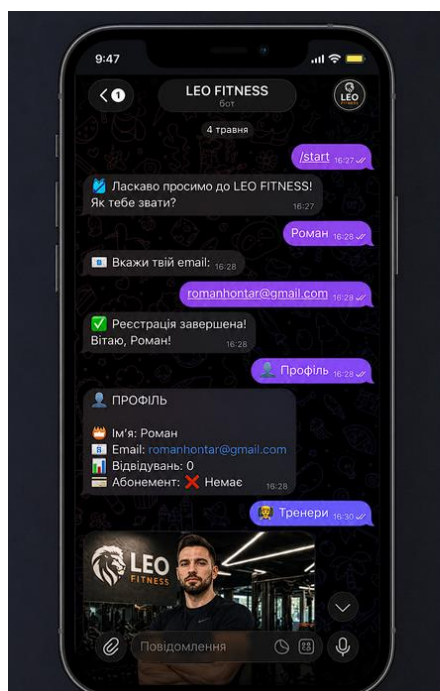 9:47
1
LEO FITNESS
бот
LEO
FITNESS
4 травня
/start 16:27
Ласкаво просимо до LEO FITNESS!
Як тебе звати?
16:27
Роман 16:28
Вкажи твій email: 16:28
romanhontar@gmail.com 16:28
Реєстрація завершена!
Вітаю, Роман!
16:28
Профіль 16:28
ПРОФІЛЬ
Ім'я: Роман
Email: romanhontar@gmail.com
Відвідувань: 0
Абонемент: ❌ Немає
16:28
Тренери 16:30
LEO
FITNESS
Повідомлення